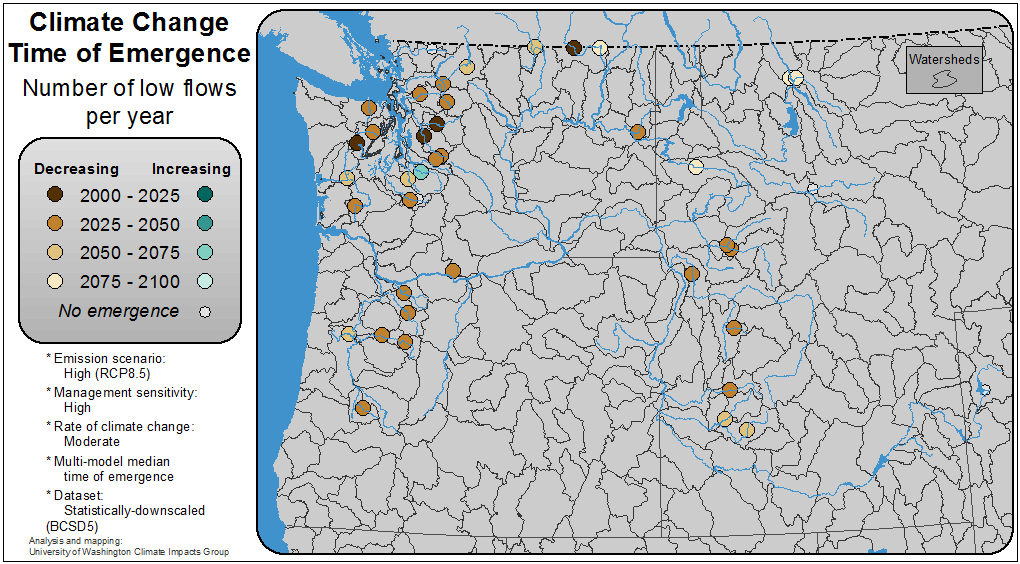 Climate Change
Time of Emergence
Number of low flows
per year
Decreasing Increasing
2000 - 2025
2025 - 2050
2050 - 2075
2075 - 2100
No emergence
* Emission scenario:
High (RCP8.5)
* Management sensitivity:
High
* Rate of climate change:
Moderate
* Multi-model median
time of emergence
* Dataset:
Statistically-downscaled
(BCSD5)
Analysis and mapping:
University of Washington Climate Impacts Group
Watersheds